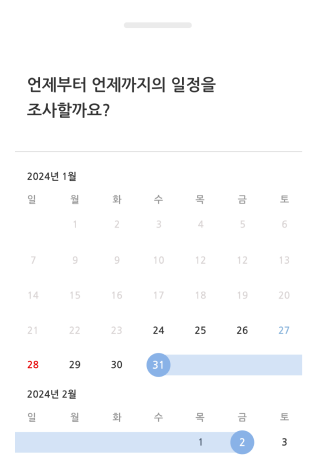 언제부터 언제까지의 일정을
조사할까요?
2024년 1월
일 월 화 수 목 금 토
1 2 3 4 5 6
7 9 9 10 12 12 13
14 15 16 17 18 19 20
21 22 23 24 25 26 27
28 29 30 31
2024년 2월
일 월 화 수 목 금 토
1 2 3